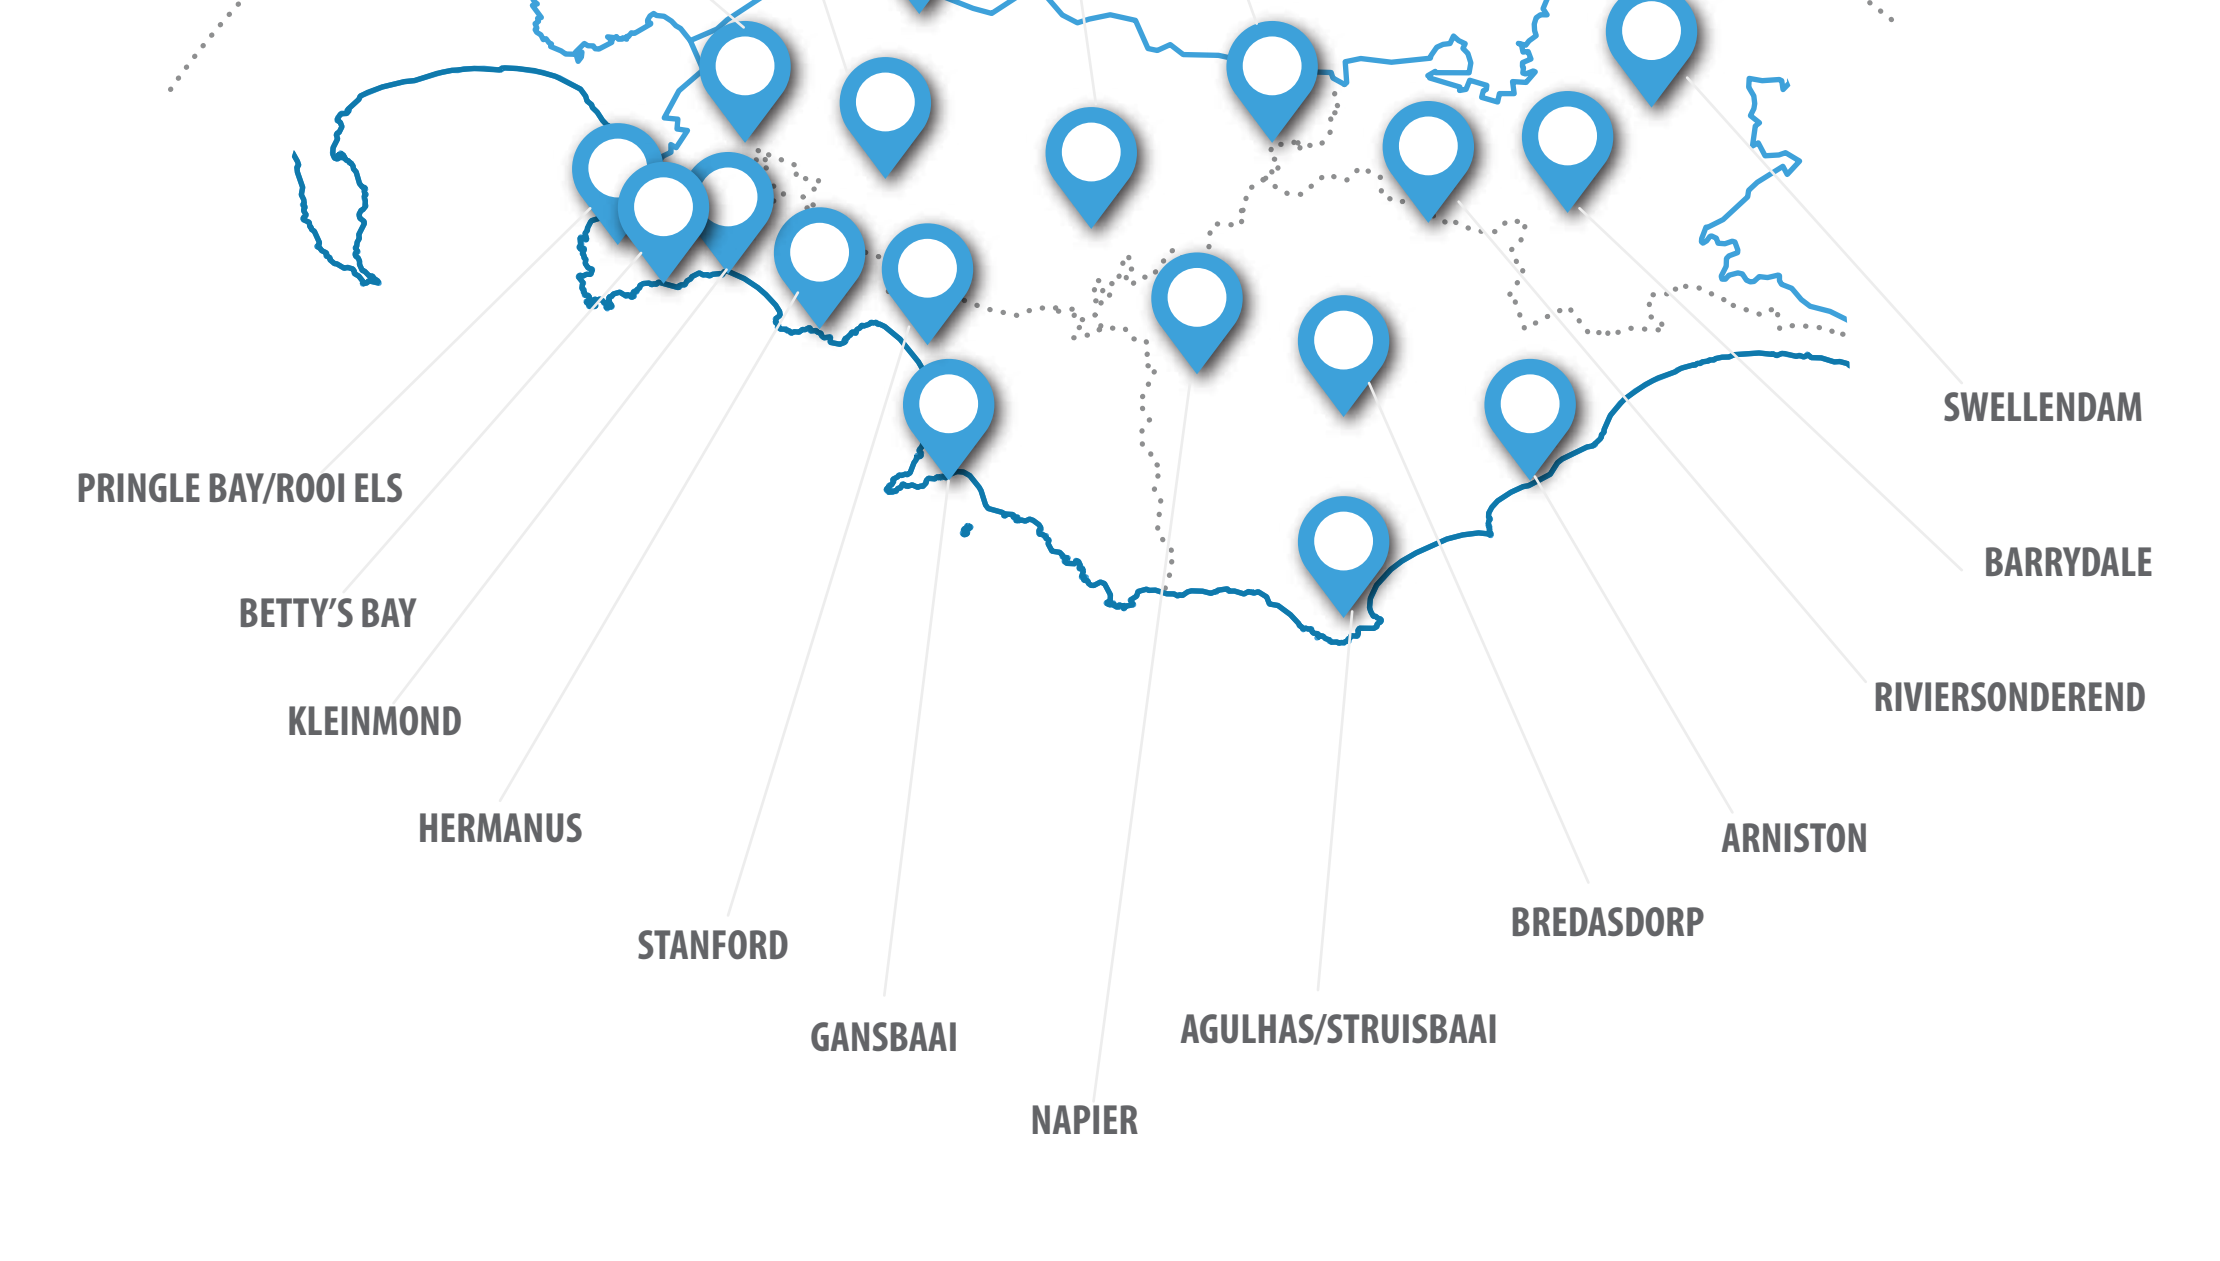 SWELLENDAM
PRINGLE BAY/ROOI ELS
BARRYDALE
BETTY’S BAY
RIVIERSONDEREND
KLEINMOND
HERMANUS
ARNISTON
BREDASDORP
STANFORD
AGULHAS/STRUISBAAI
GANSBAAI
NAPIER